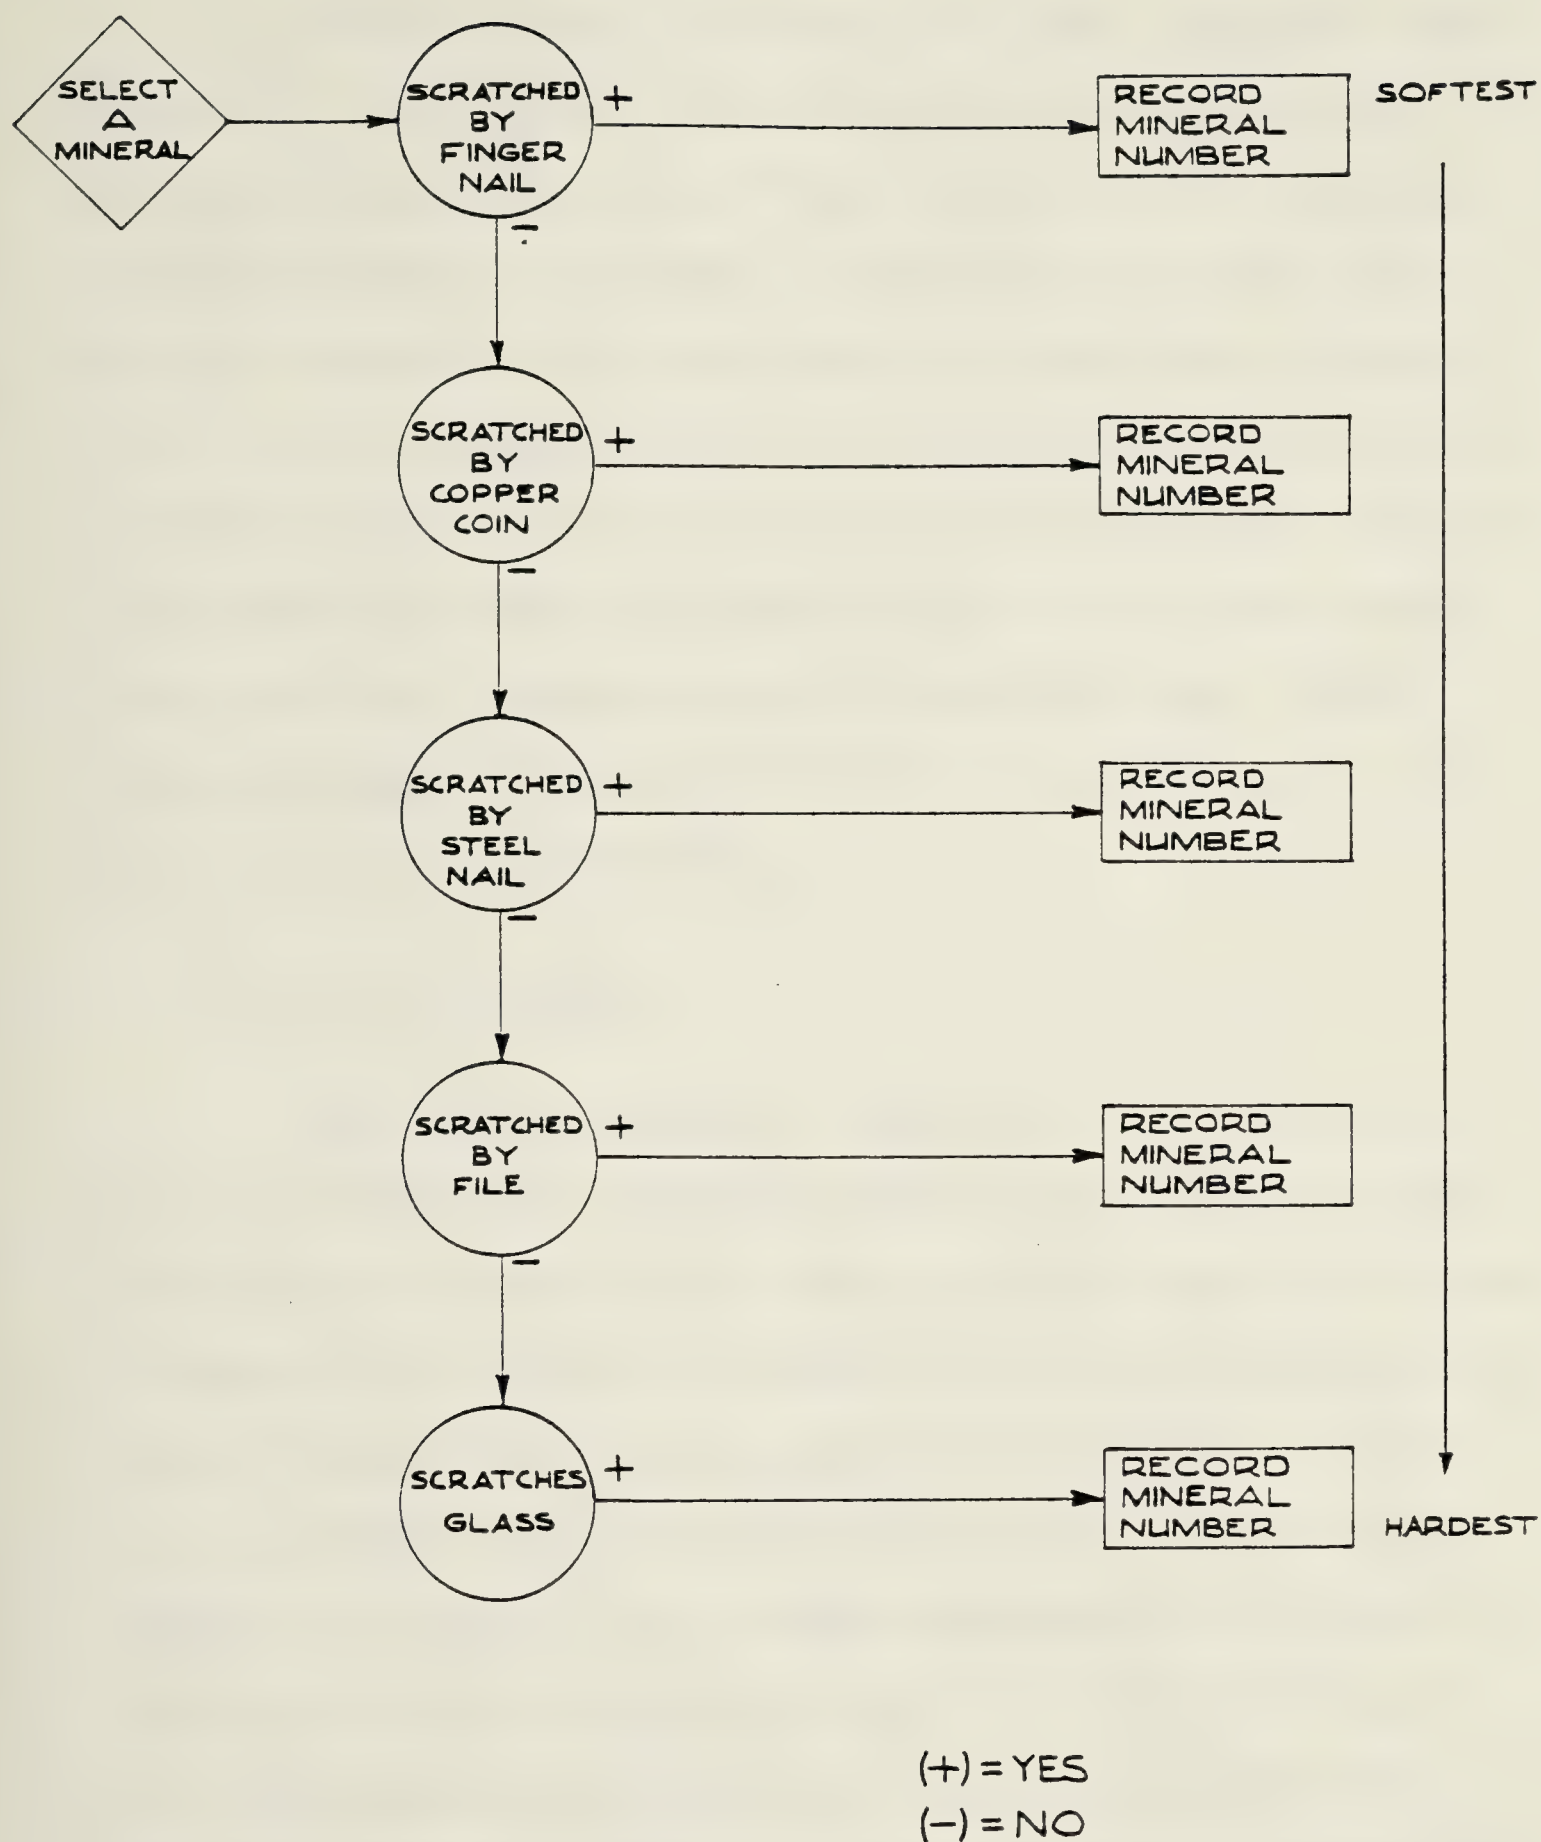 SELECT
A
MINERAL
SCRATCHED
BY
FINGER
NAIL
+
−
RECORD
MINERAL
NUMBER
SOFTEST
SCRATCHED
BY
COPPER
COIN
+
−
RECORD
MINERAL
NUMBER
SCRATCHED
BY
STEEL
NAIL
+
−
RECORD
MINERAL
NUMBER
SCRATCHED
BY
FILE
+
−
RECORD
MINERAL
NUMBER
SCRATCHES
GLASS
+
RECORD
MINERAL
NUMBER
HARDEST
(+) = YES
(−) = NO